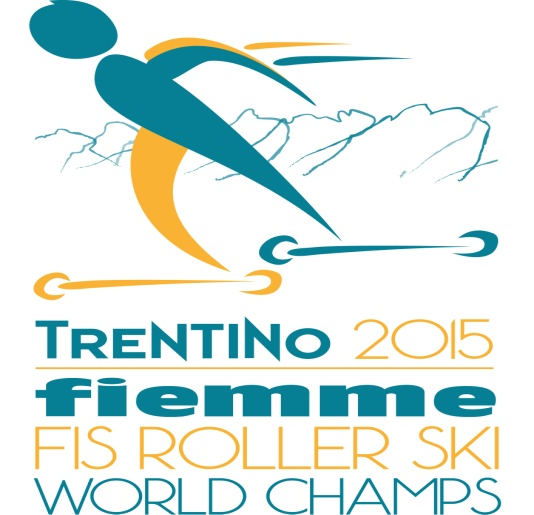 TRENTINO 2015
fiemme
FIS ROLLER SKI
WORLD CHAMPS